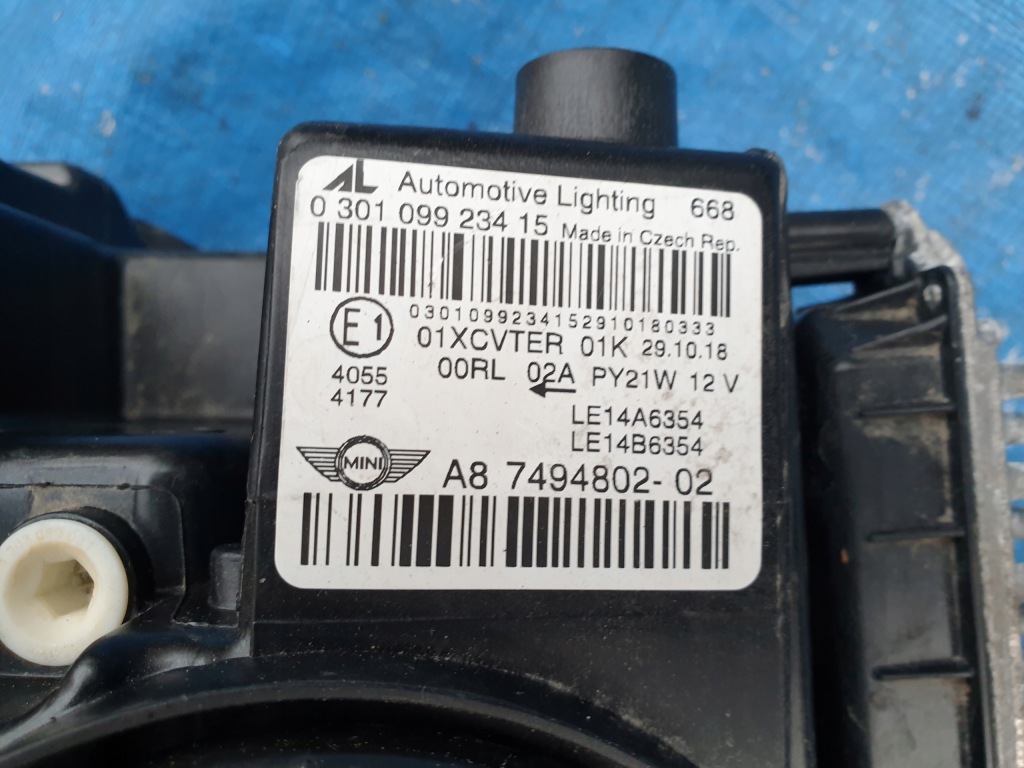 AL Automotive Lighting 668
0 301 099 234 15 Made in Czech Rep.
0301099234152910180333
E1 01XCVTER 01K 29.10.18
4055 00RL 02A PY21W 12 V
4177
LE14A6354
LE14B6354
MINI A8 7494802-02